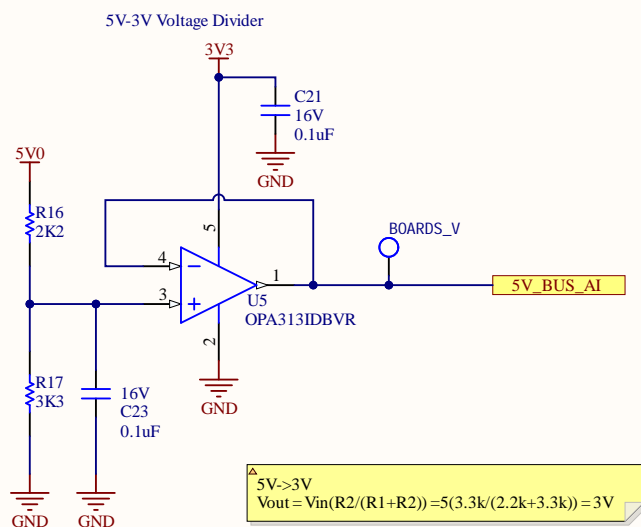 5V-3V Voltage Divider
3V3
C21
16V
0.1uF
GND
5V0
R16
2K2
BOARDS_V
5
4
1
5V_BUS_AI
3
U5
OPA313IDBVR
2
GND
R17
3K3
16V
C23
0.1uF
GND
GND
5V->3V
Vout = Vin(R2/(R1+R2)) =5(3.3k/(2.2k+3.3k)) = 3V